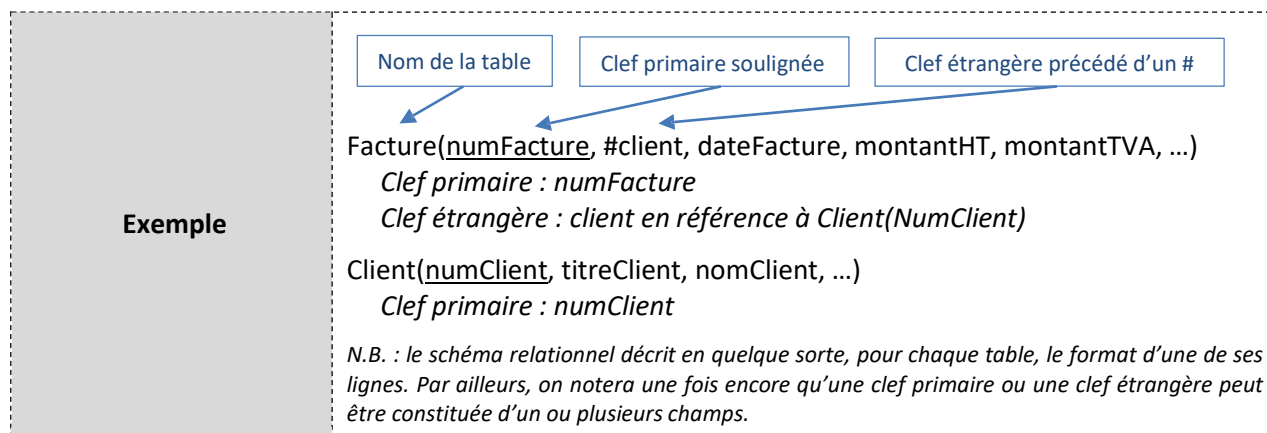 Nom de la table
Clef primaire soulignée
Clef étrangère précédé d’un #
Facture(numFacture, #client, dateFacture, montantHT, montantTVA, …)
Clef primaire : numFacture
Clef étrangère : client en référence à Client(NumClient)
Exemple
Client(numClient, titreClient, nomClient, …)
Clef primaire : numClient
N.B. : le schéma relationnel décrit en quelque sorte, pour chaque table, le format d’une de ses
lignes. Par ailleurs, on notera une fois encore qu’une clef primaire ou une clef étrangère peut
être constituée d’un ou plusieurs champs.